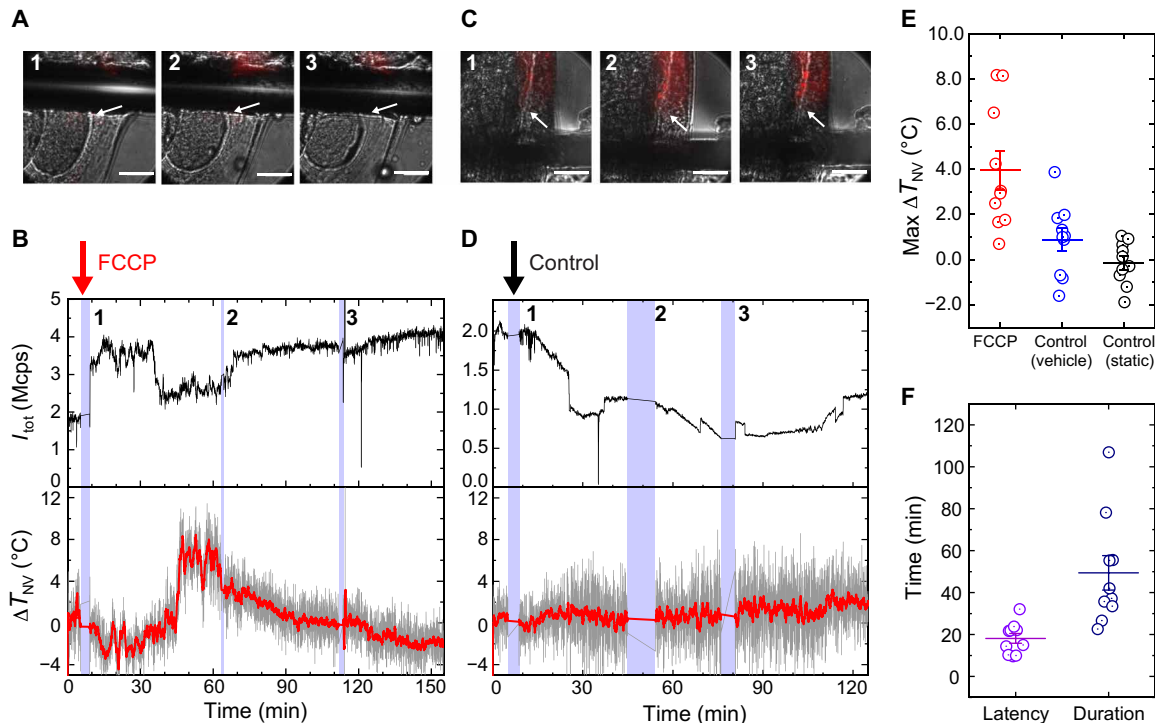 A
1
2
3
B
FCCP
1
2
3
5
4
3
2
1
0
I_tot (Mcps)
12
8
4
0
−4
ΔT_NV (°C)
0
30
60
90
120
150
Time (min)
C
1
2
3
D
Control
1
2
3
2.0
1.5
1.0
0.5
0.0
12
8
4
0
−4
0
30
60
90
120
Time (min)
E
10.0
8.0
6.0
4.0
2.0
0.0
−2.0
Max ΔT_NV (°C)
FCCP
Control
(vehicle)
Control
(static)
F
120
100
80
60
40
20
0
Time (min)
Latency
Duration